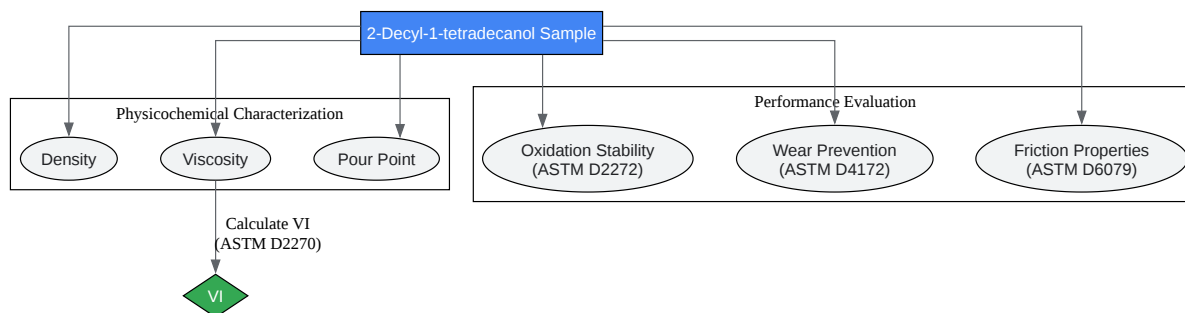 2-Decyl-1-tetradecanol Sample
Physicochemical Characterization
Performance Evaluation
Density
Viscosity
Pour Point
Oxidation Stability
(ASTM D2272)
Wear Prevention
(ASTM D4172)
Friction Properties
(ASTM D6079)
Calculate VI
(ASTM D2270)
VI